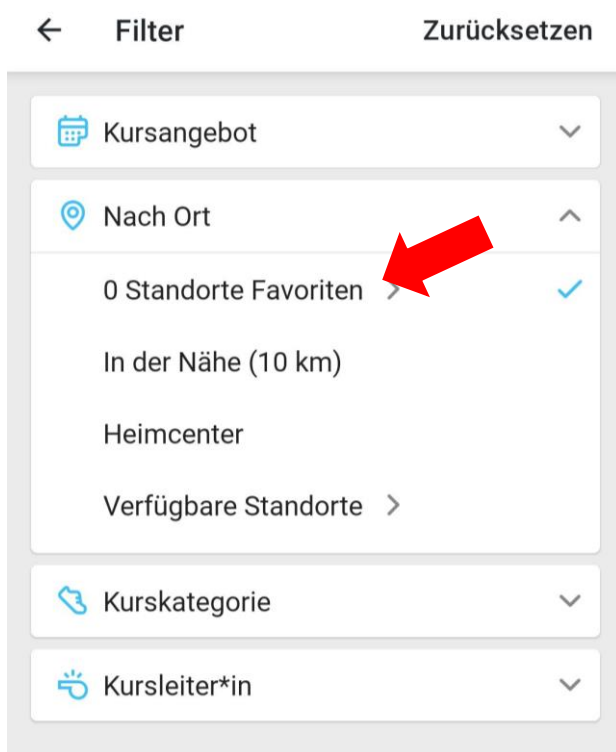 Filter Zurücksetzen
Kursangebot
Nach Ort
0 Standorte Favoriten
In der Nähe (10 km)
Heimcenter
Verfügbare Standorte
Kurskategorie
Kursleiter*in